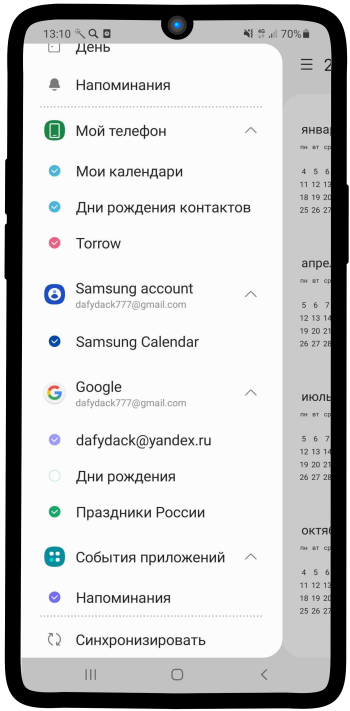 13:10 70%
День
Напоминания
Мой телефон
Мои календари
Дни рождения контактов
Torrow
Samsung account
dafydack777@gmail.com
Samsung Calendar
Google
dafydack777@gmail.com
dafydack@yandex.ru
Дни рождения
Праздники России
События приложений
Напоминания
Синхронизировать
2
январ
пн вт ср
4 5 6
11 12 13
18 19 20
25 26 27
апре
пн вт ср
5 6 7
12 13 14
19 20 21
26 27 28
июль
пн вт ср
5 6 7
12 13 14
19 20 21
26 27 28
октяб
пн вт ср
4 5 6
11 12 13
18 19 20
25 26 27